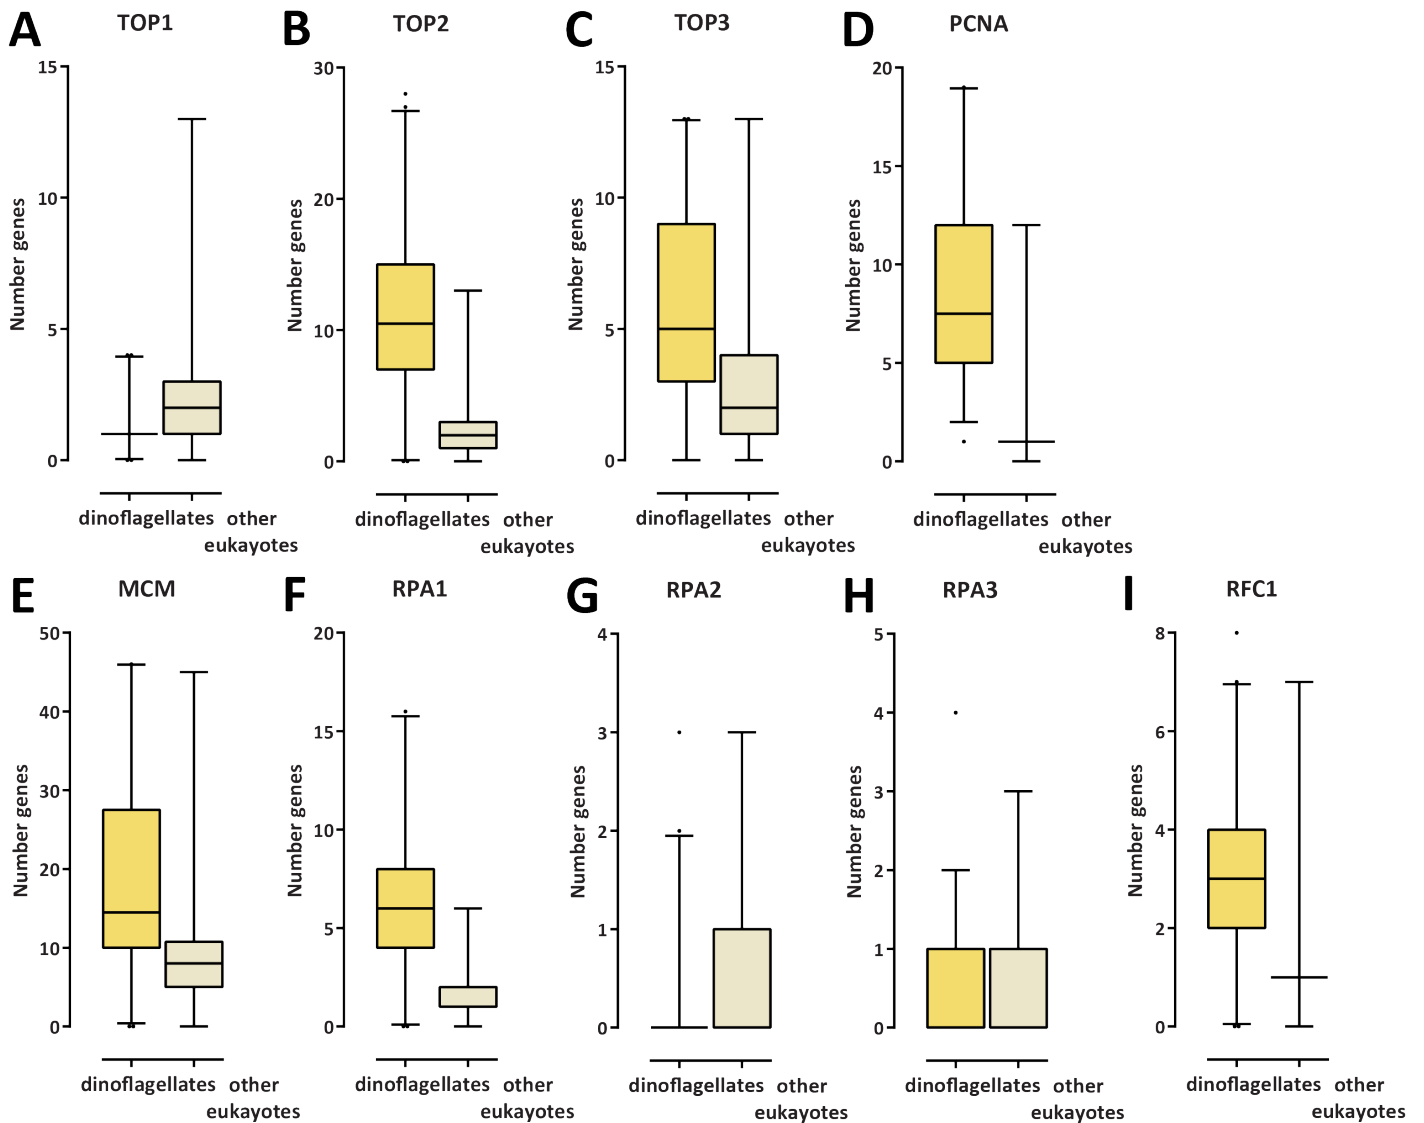 A TOP1
15
10
5
0
Number genes
dinoflagellates other
eukayotes
B TOP2
30
20
10
0
Number genes
dinoflagellates other
eukayotes
C TOP3
15
10
5
0
Number genes
dinoflagellates other
eukayotes
D PCNA
20
15
10
5
0
Number genes
dinoflagellates other
eukayotes
E MCM
50
40
30
20
10
0
Number genes
dinoflagellates other
eukayotes
F RPA1
20
15
10
5
0
Number genes
dinoflagellates other
eukayotes
G RPA2
4
3
2
1
0
Number genes
dinoflagellates other
eukayotes
H RPA3
5
4
3
2
1
0
Number genes
dinoflagellates other
eukayotes
I RFC1
8
6
4
2
0
Number genes
dinoflagellates other
eukayotes